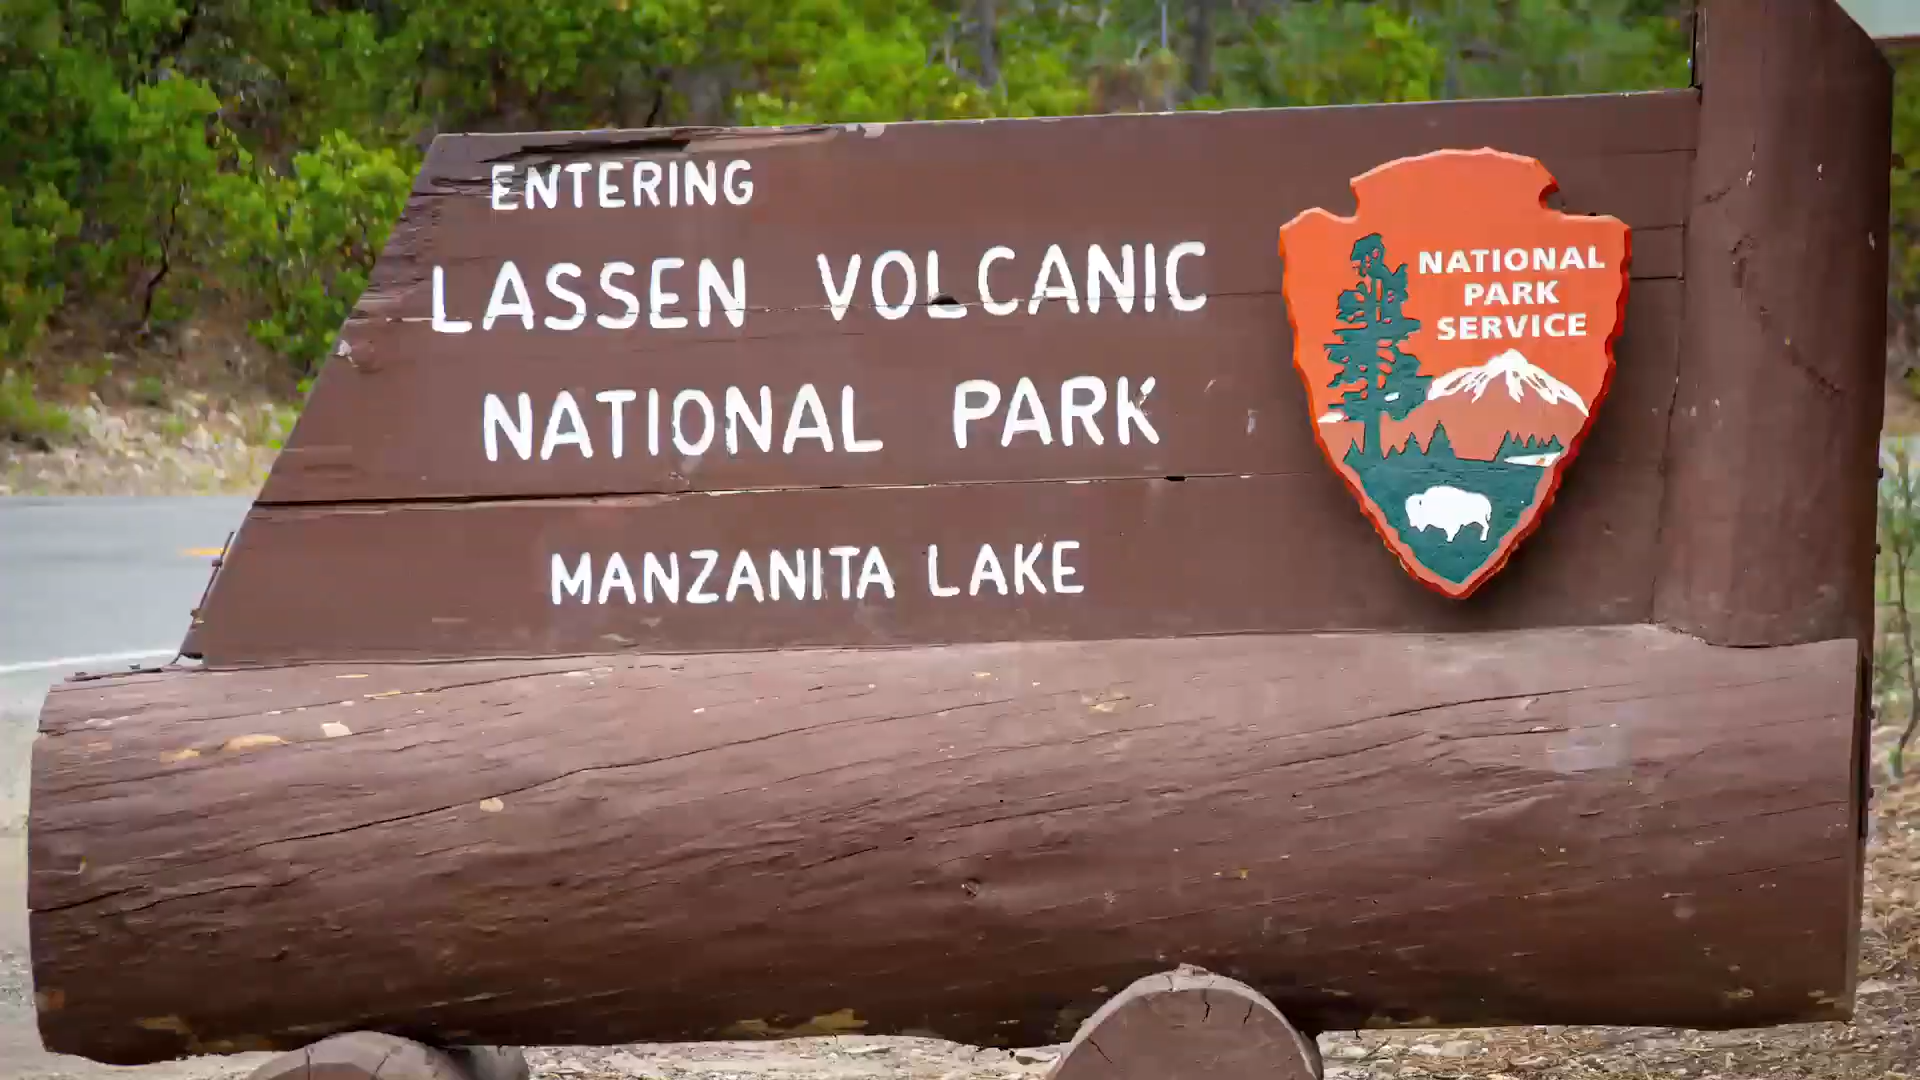 ENTERING
LASSEN VOLCANIC
NATIONAL PARK
MANZANITA LAKE
NATIONAL
PARK
SERVICE